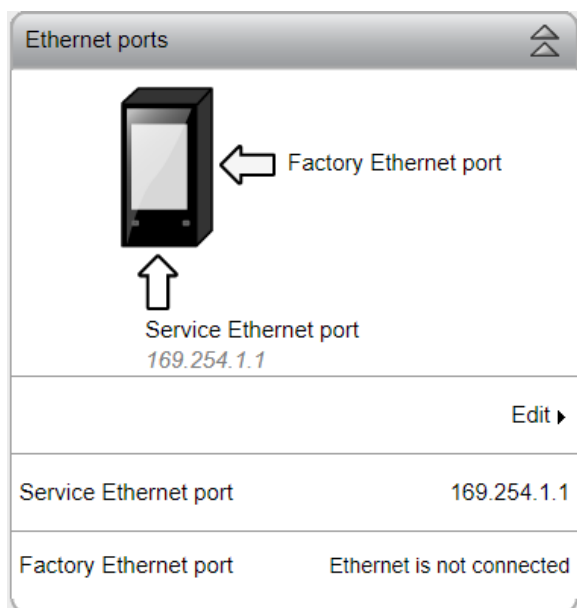 Ethernet ports
Factory Ethernet port
Service Ethernet port
169.254.1.1
Edit
Service Ethernet port 169.254.1.1
Factory Ethernet port Ethernet is not connected